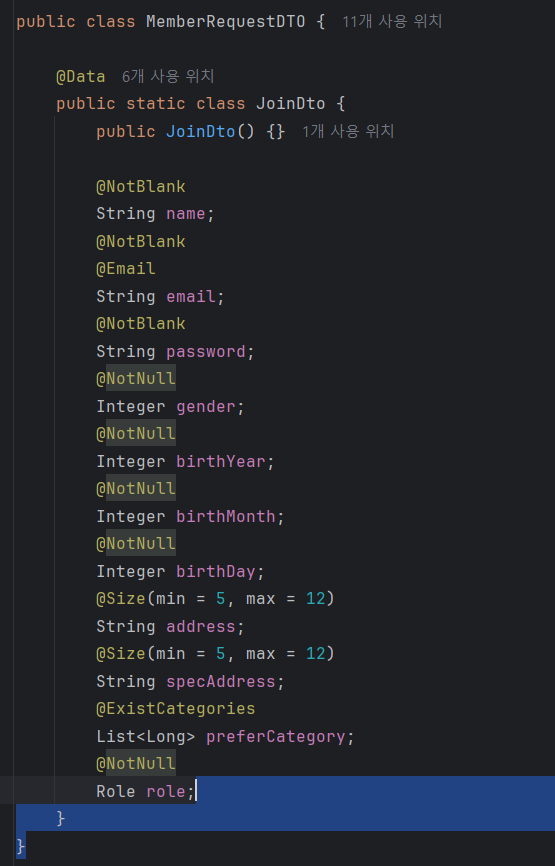 public class MemberRequestDTO {  11개 사용 위치
@Data  6개 사용 위치
public static class JoinDto {
public JoinDto() {}  1개 사용 위치
@NotBlank
String name;
@NotBlank
@Email
String email;
@NotBlank
String password;
@NotNull
Integer gender;
@NotNull
Integer birthYear;
@NotNull
Integer birthMonth;
@NotNull
Integer birthDay;
@Size(min = 5, max = 12)
String address;
@Size(min = 5, max = 12)
String specAddress;
@ExistCategories
List<Long> preferCategory;
@NotNull
Role role;
}
}